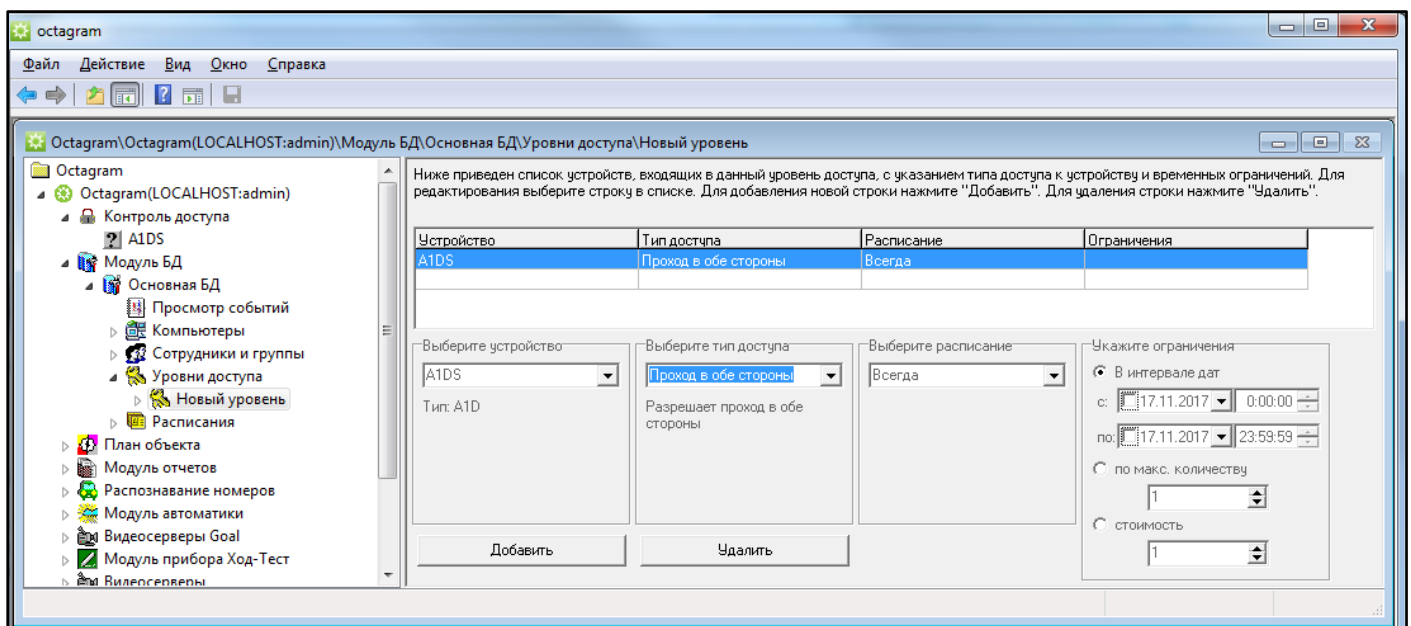 octagram
Файл Действие Вид Окно Справка
Octagram\Octagram(LOCALHOST:admin)\Модуль БД\Основная БД\Уровни доступа\Новый уровень
Octagram
Octagram(LOCALHOST:admin)
Контроль доступа
A1DS
Модуль БД
Основная БД
Просмотр событий
Компьютеры
Сотрудники и группы
Уровни доступа
Новый уровень
Расписания
План объекта
Модуль отчетов
Распознавание номеров
Модуль автоматики
Видеосерверы Goal
Модуль прибора Ход-Тест
Видеосерверы
Ниже приведен список устройств, входящих в данный уровень доступа, с указанием типа доступа к устройству и временных ограничений. Для
редактирования выберите строку в списке. Для добавления новой строки нажмите "Добавить". Для удаления строки нажмите "Удалить".
Устройство Тип доступа Расписание Ограничения
A1DS Проход в обе стороны Всегда
Выберите устройство
A1DS
Тип: A1D
Выберите тип доступа
Проход в обе стороны
Разрешает проход в обе
стороны
Выберите расписание
Всегда
Укажите ограничения
В интервале дат
с: 17.11.2017 0:00:00
по: 17.11.2017 23:59:59
по макс. количеству
1
стоимость
1
Добавить Удалить